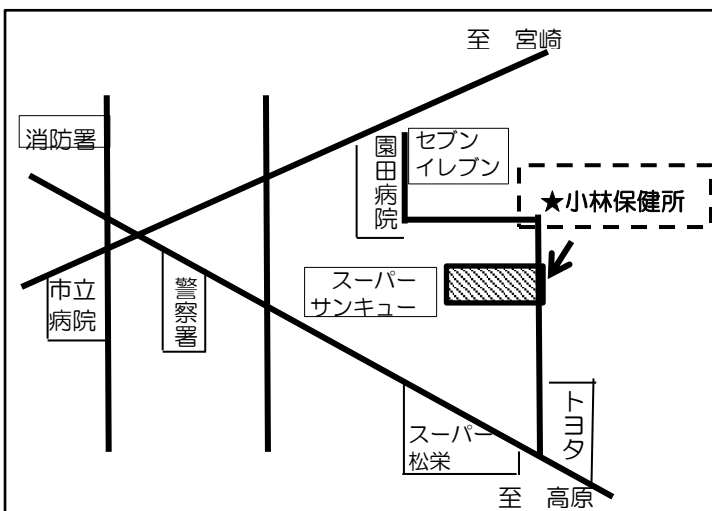 至 宮崎
消防署
セブン
イレブン
園田病院
★小林保健所
スーパー
サンキュー
市立
病院
警察署
トヨタ
スーパー
松栄
至 高原